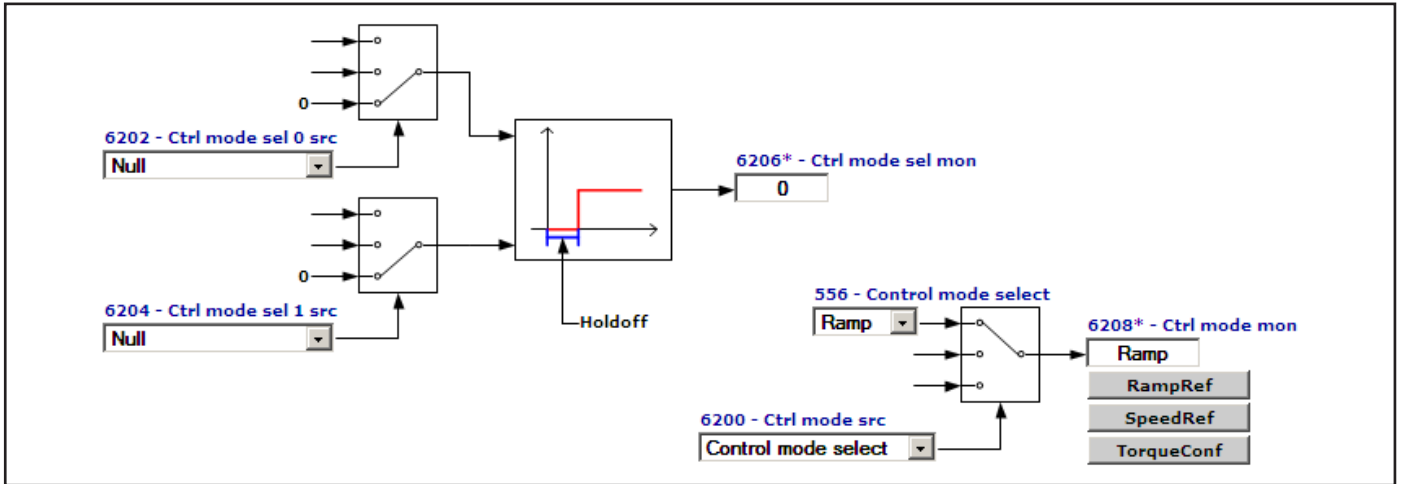 0
6202 - Ctrl mode sel 0 src
Null
6206* - Ctrl mode sel mon
0
0
6204 - Ctrl mode sel 1 src
Null
Holdoff
556 - Control mode select
Ramp
6208* - Ctrl mode mon
Ramp
RampRef
SpeedRef
TorqueConf
6200 - Ctrl mode src
Control mode select